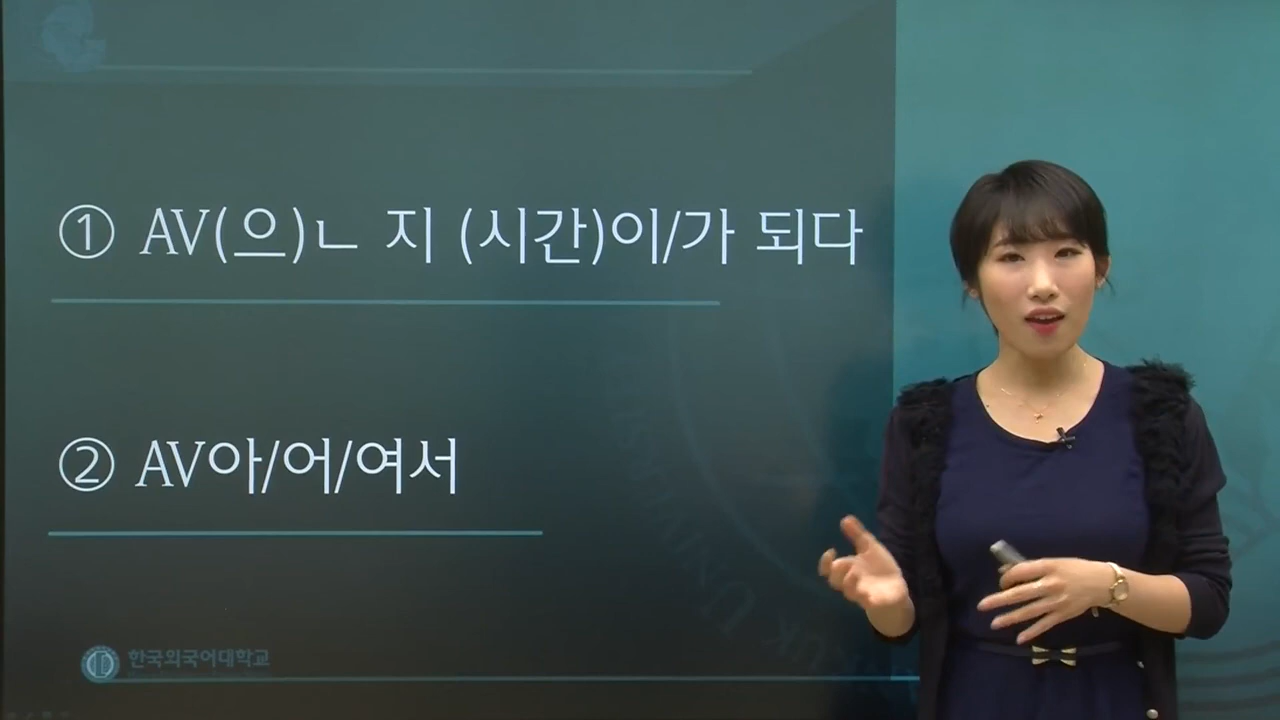 ① AV(으)ㄴ 지 (시간)이/가 되다
② AV아/어/여서
한국외국어대학교